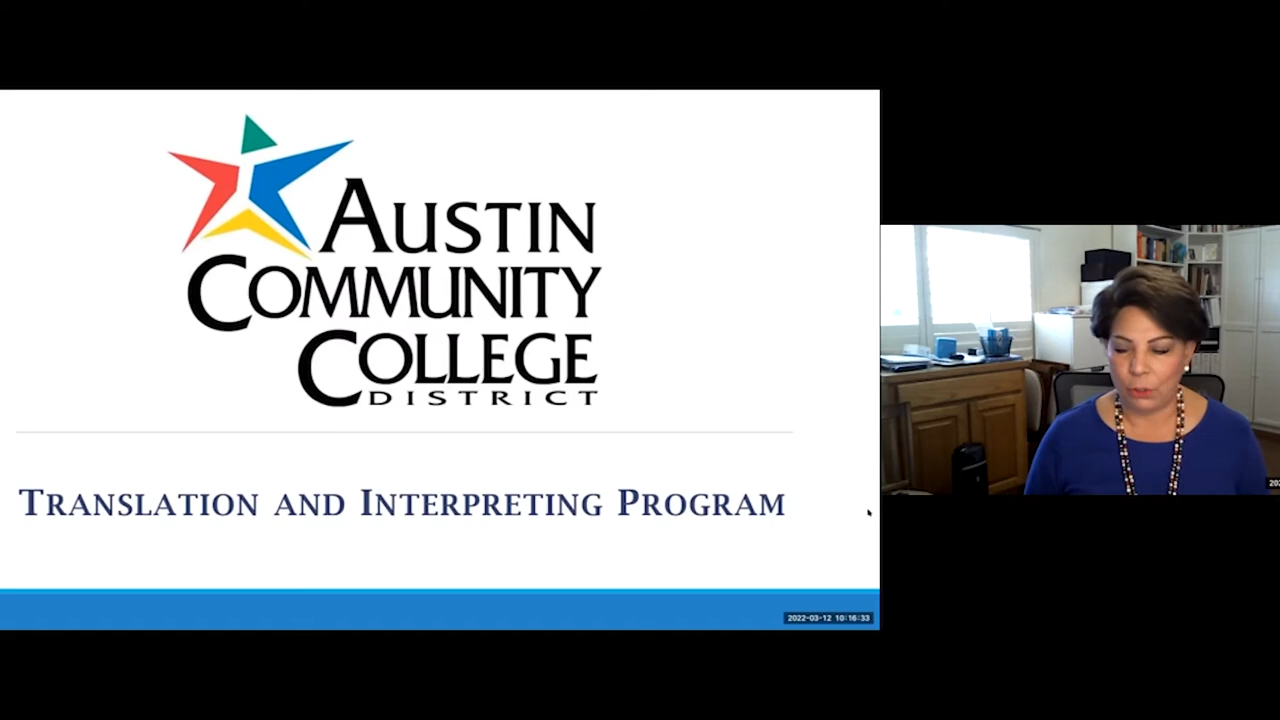 AUSTIN
COMMUNITY
COLLEGE
DISTRICT
TRANSLATION AND INTERPRETING PROGRAM
2022-03-12 10:16:33